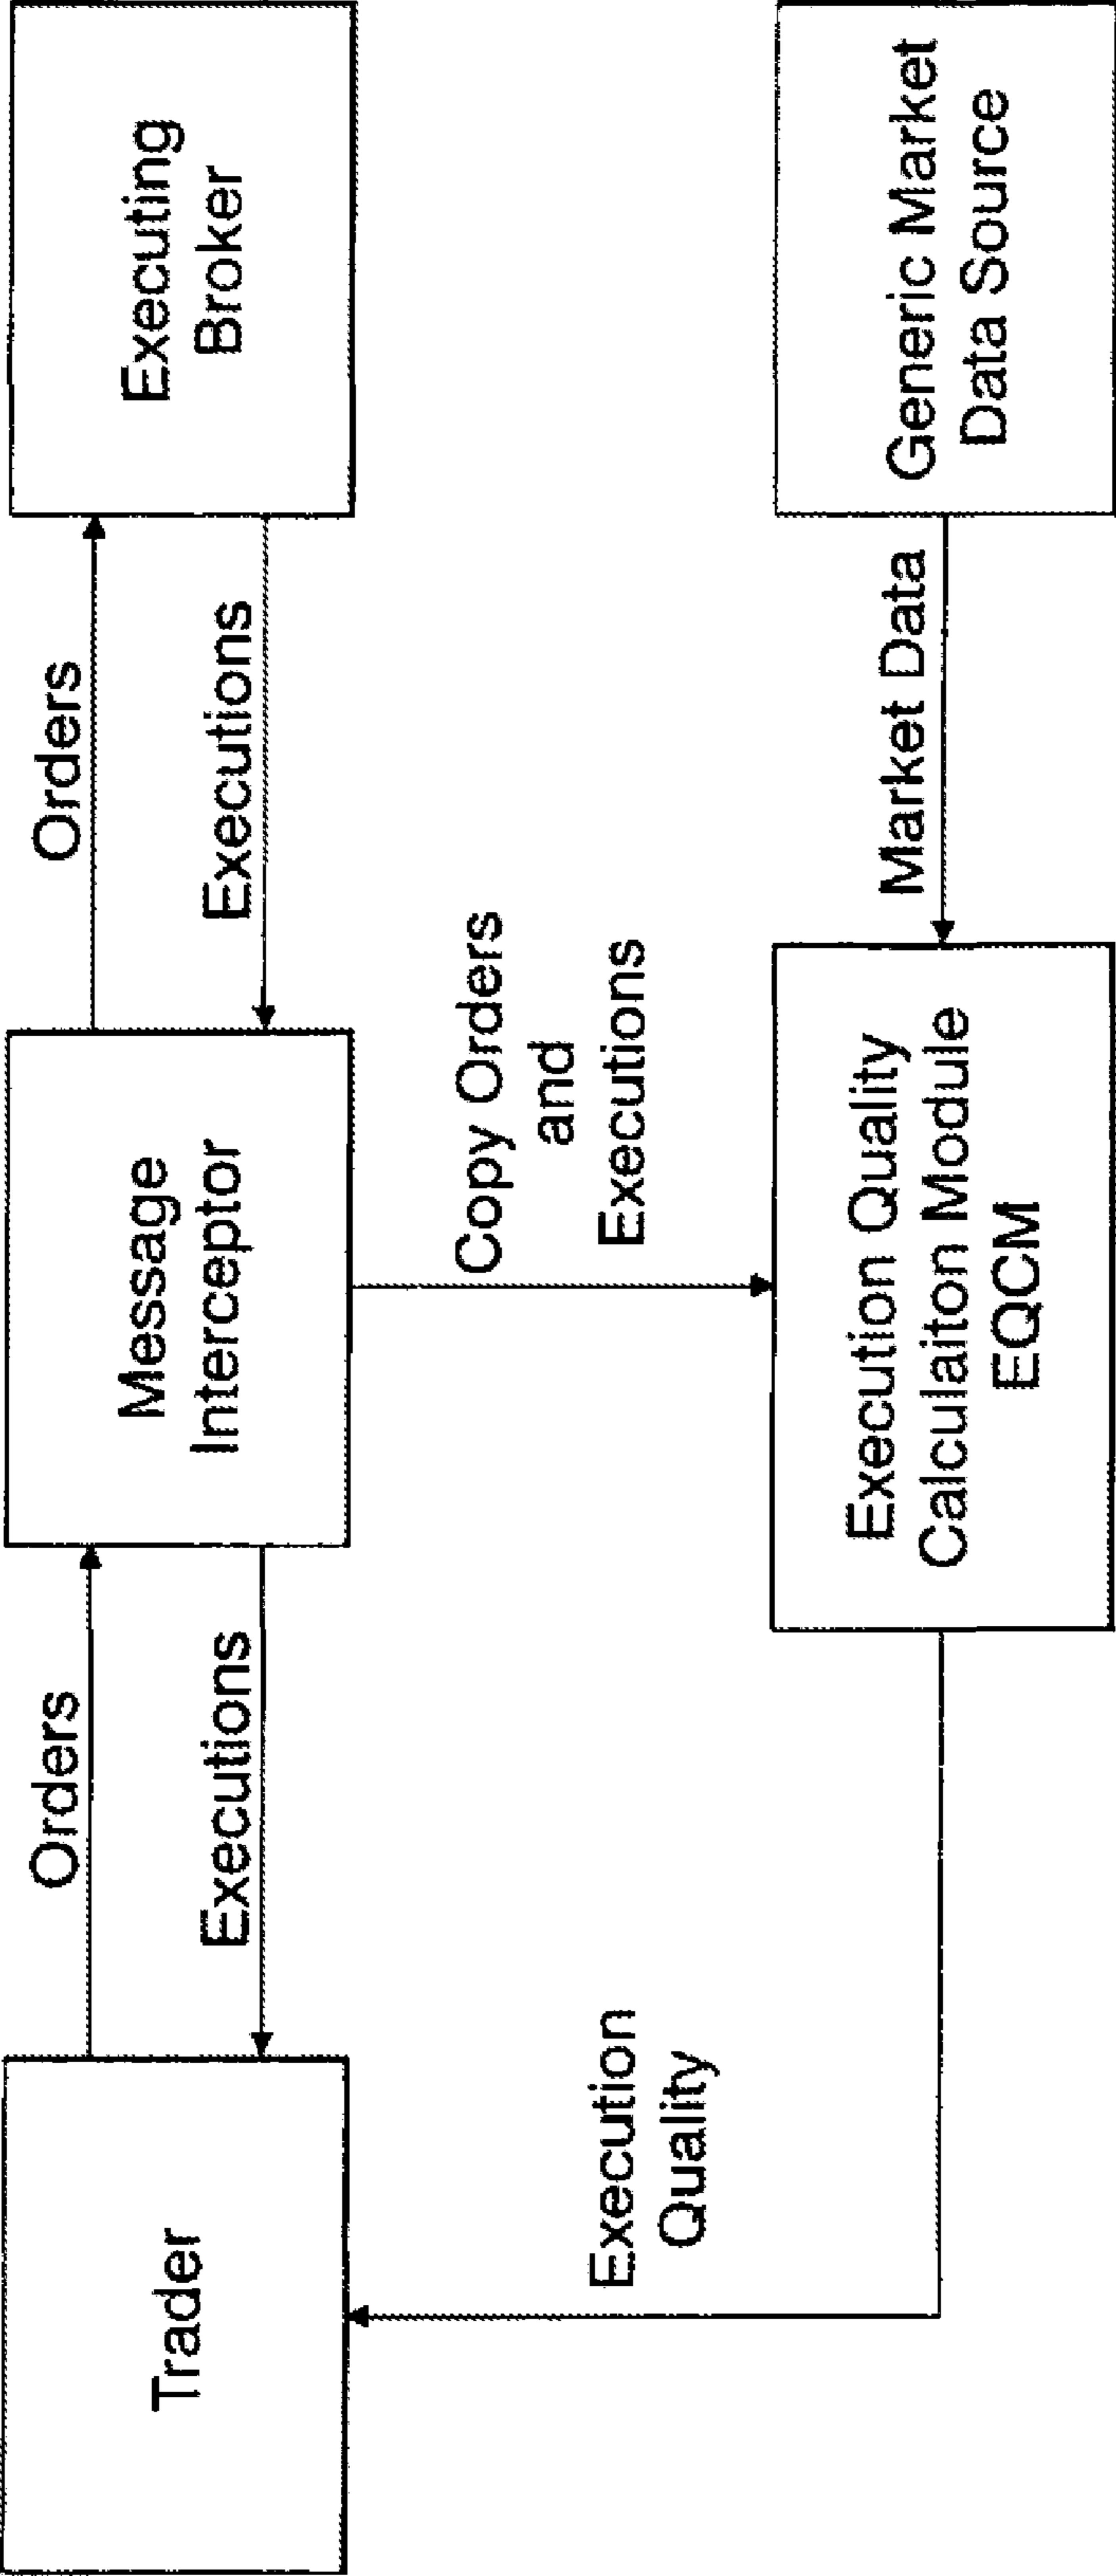 Trader
Orders
Executions
Message
Interceptor
Orders
Executions
Executing
Broker
Execution
Quality
Copy Orders
and
Executions
Execution Quality
Calculaiton Module
EQCM
Market Data
Generic Market
Data Source